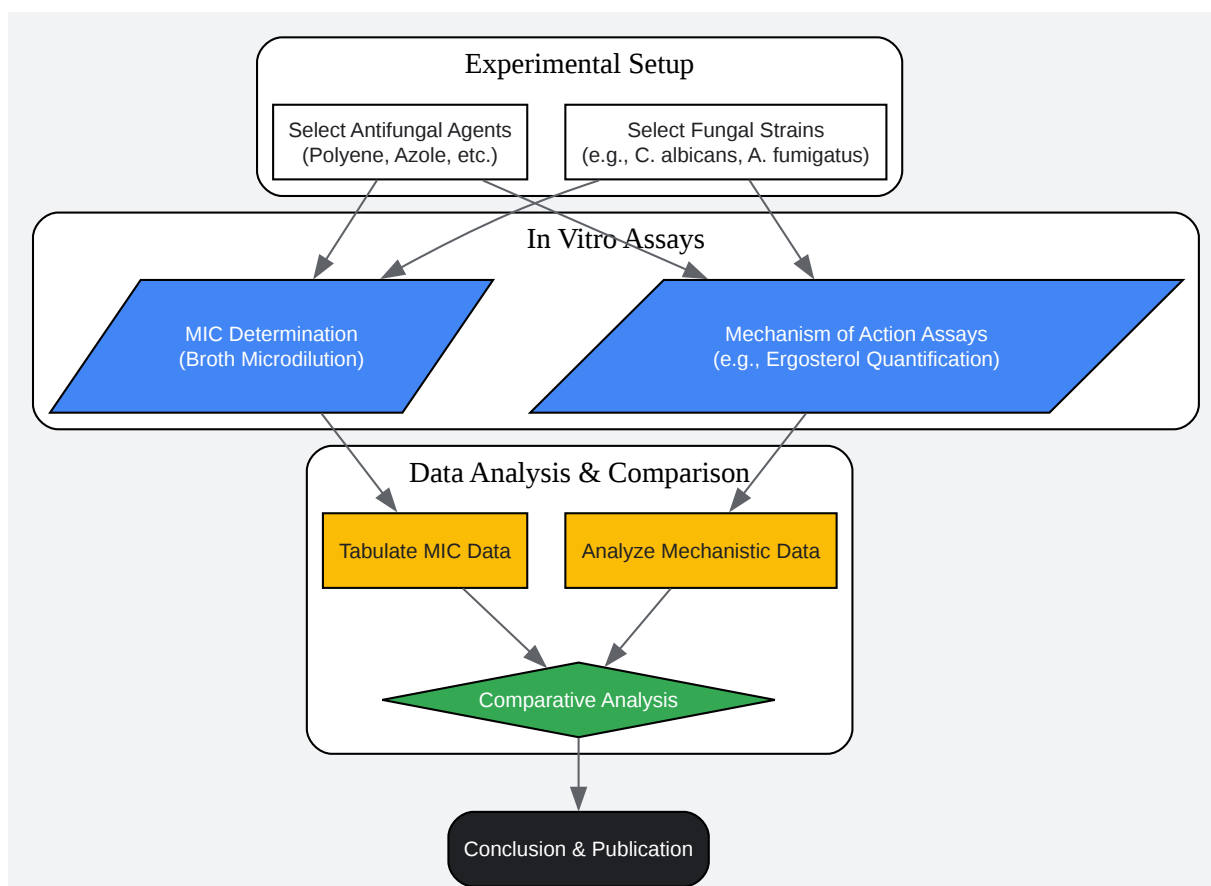 Experimental Setup
Select Antifungal Agents
(Polyene, Azole, etc.)
Select Fungal Strains
(e.g., C. albicans, A. fumigatus)
In Vitro Assays
MIC Determination
(Broth Microdilution)
Mechanism of Action Assays
(e.g., Ergosterol Quantification)
Data Analysis & Comparison
Tabulate MIC Data
Analyze Mechanistic Data
Comparative Analysis
Conclusion & Publication